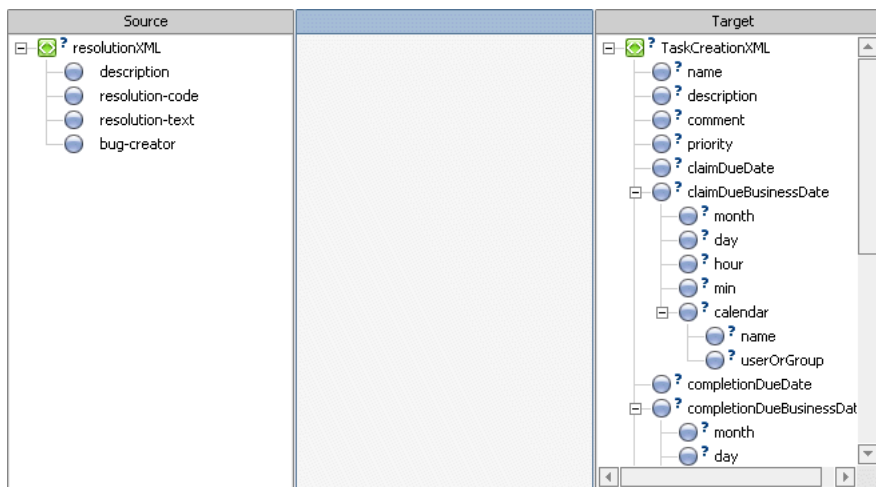 Source
Target
? resolutionXML
description
resolution-code
resolution-text
bug-creator
? TaskCreationXML
? name
? description
? comment
? priority
? claimDueDate
? claimDueBusinessDate
? month
? day
? hour
? min
? calendar
? name
? userOrGroup
? completionDueDate
? completionDueBusinessDat
? month
? day